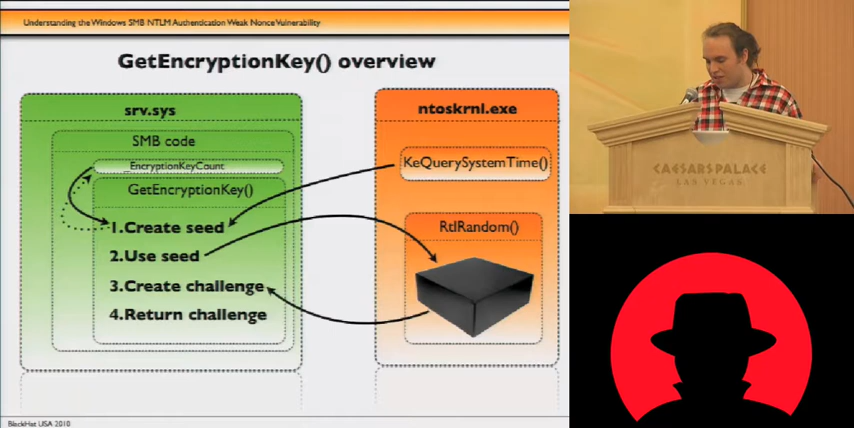 Understanding the Windows SMB NTLM Authentication Weak Nonce Vulnerability
GetEncryptionKey() overview
srv.sys
SMB code
_EncryptionKeyCount
GetEncryptionKey()
1.Create seed
2.Use seed
3.Create challenge
4.Return challenge
ntoskrnl.exe
KeQuerySystemTime()
RtlRandom()
BlackHat USA 2010
CAESARS PALACE
LAS VEGAS